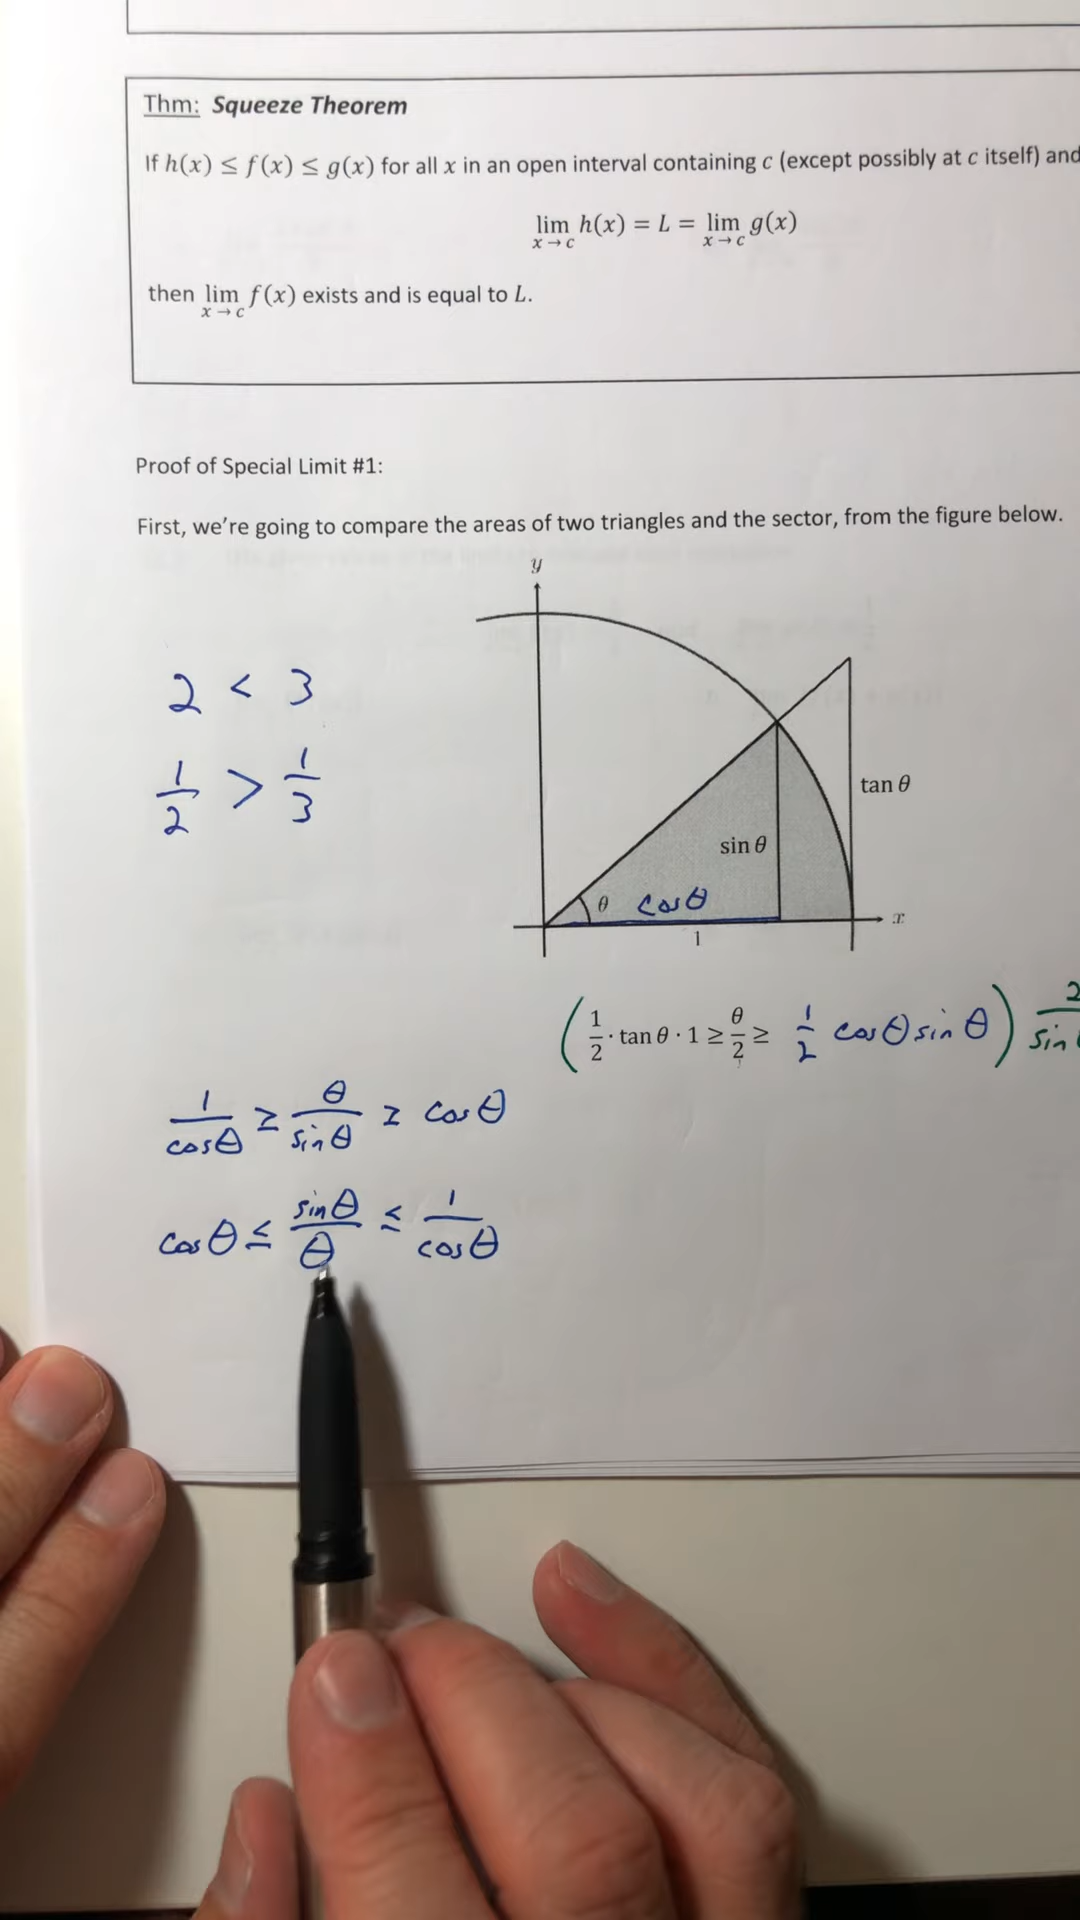 Thm: Squeeze Theorem
If h(x) ≤ f(x) ≤ g(x) for all x in an open interval containing c (except possibly at c itself) and
lim x→c h(x) = L = lim x→c g(x)
then lim x→c f(x) exists and is equal to L.
Proof of Special Limit #1:
First, we're going to compare the areas of two triangles and the sector, from the figure below.
y
2 < 3
1/2 > 1/3
tan θ
sin θ
θ cos θ
x
1
(1/2 · tan θ · 1 ≥ θ/2 ≥ 1/2 cos θ sin θ) 2/sin
1/cos θ ≥ θ/sin θ ≥ cos θ
cos θ ≤ sin θ/θ ≤ 1/cos θ